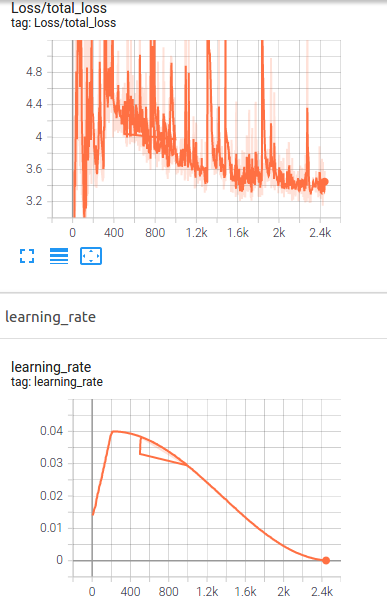 Loss/total_loss
tag: Loss/total_loss
4.8
4.4
4
3.6
3.2
0 400 800 1.2k 1.6k 2k 2.4k
learning_rate
learning_rate
tag: learning_rate
0.04
0.03
0.02
0.01
0
0 400 800 1.2k 1.6k 2k 2.4k